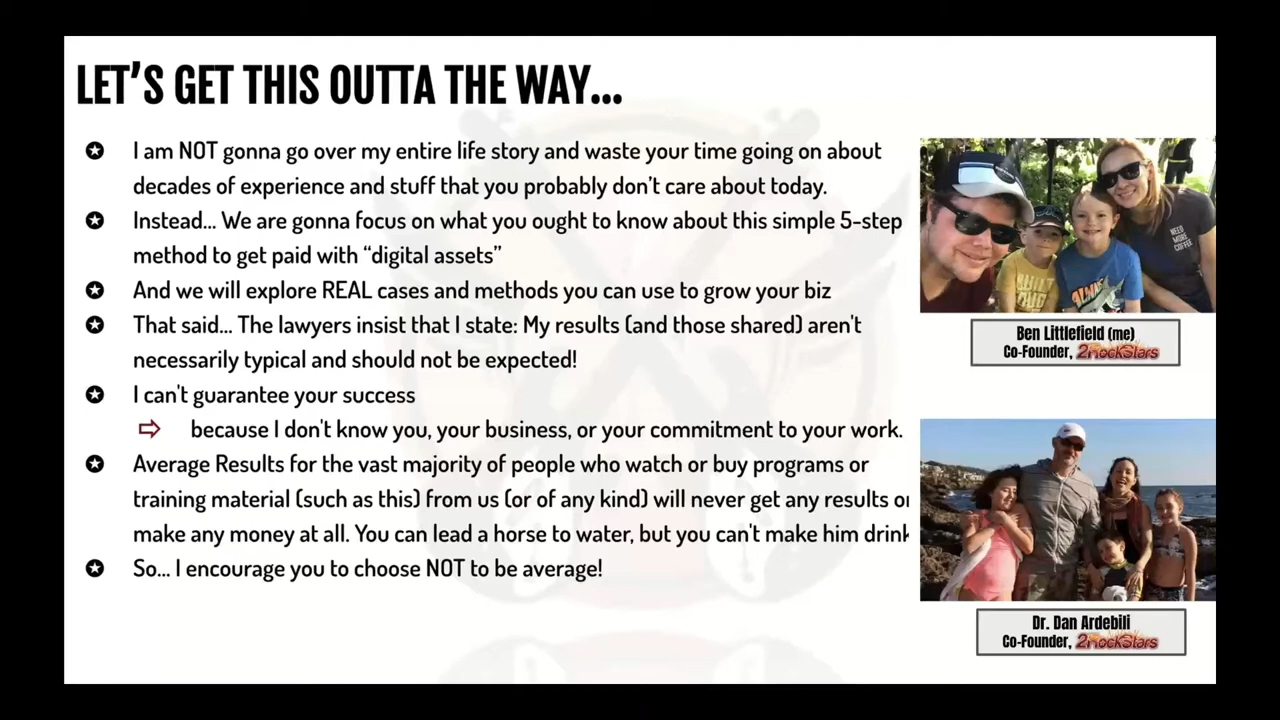 LET'S GET THIS OUTTA THE WAY...
I am NOT gonna go over my entire life story and waste your time going on about
decades of experience and stuff that you probably don't care about today.
Instead... We are gonna focus on what you ought to know about this simple 5-step
method to get paid with “digital assets”
And we will explore REAL cases and methods you can use to grow your biz
That said... The lawyers insist that I state: My results (and those shared) aren't
necessarily typical and should not be expected!
I can't guarantee your success
because I don't know you, your business, or your commitment to your work.
Average Results for the vast majority of people who watch or buy programs or
training material (such as this) from us (or of any kind) will never get any results or
make any money at all. You can lead a horse to water, but you can't make him drink
So... I encourage you to choose NOT to be average!
NEED
MORE
COFFEE
Ben Littlefield (me)
Co-Founder, 2RockStars
Dr. Dan Ardebili
Co-Founder, 2RockStars